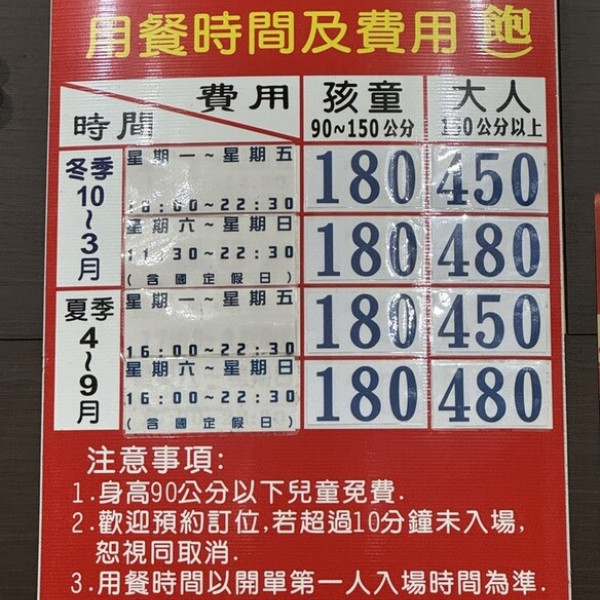 用餐時間及費用 飽
費用 孩童 大人
時間 90~150公分 150公分以上
冬季 10~3月 星期一~星期五 180 450
16:00~22:30
星期六~星期日 180 480
11:30~22:30
(含國定假日)
夏季 4~9月 星期一~星期五 180 450
16:00~22:30
星期六~星期日 180 480
16:00~22:30
(含國定假日)
注意事項:
1.身高90公分以下兒童免費.
2.歡迎預約訂位,若超過10分鐘未入場,
恕視同取消.
3.用餐時間以開單第一人入場時間為準.